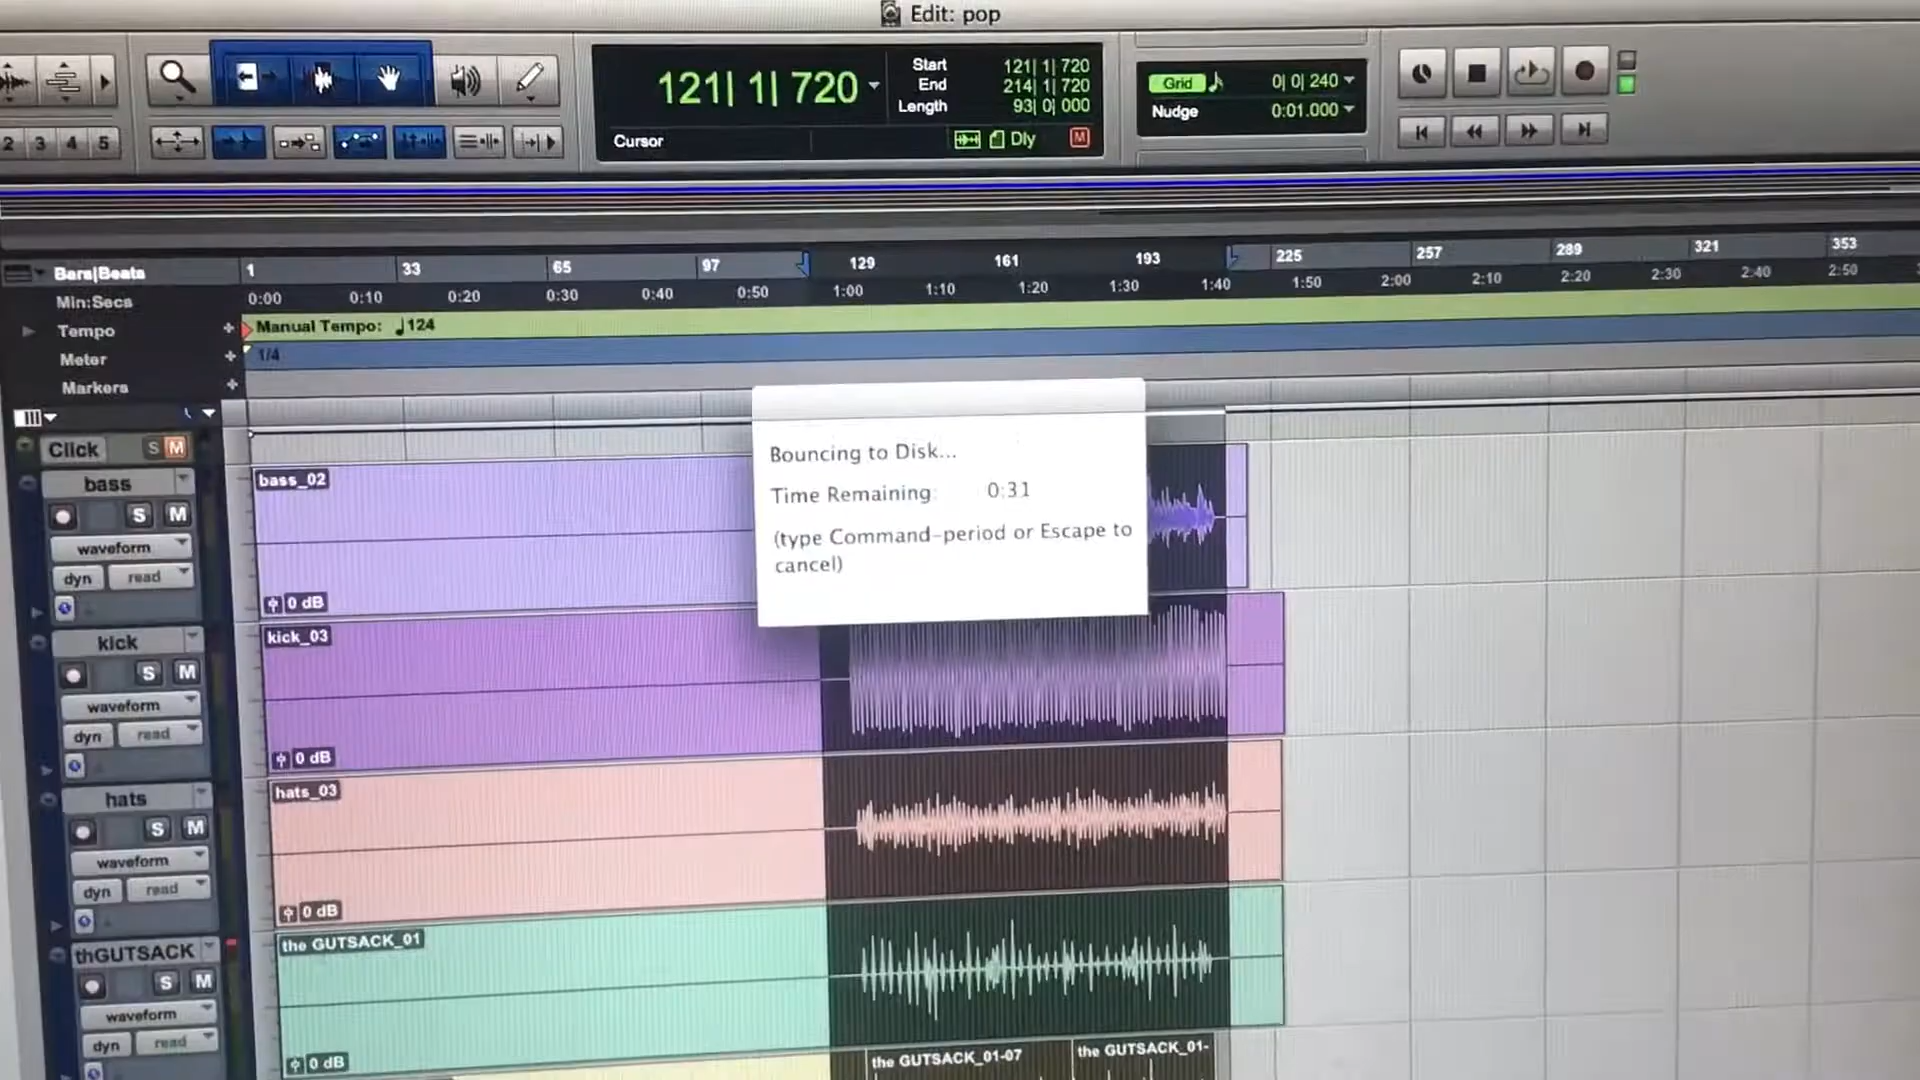 Edit: pop
121| 1| 720
Start 121| 1| 720
End 214| 1| 720
Length 93| 0| 000
Cursor
Dly
M
Grid 0| 0| 240
Nudge 0:01.000
2 3 4 5
Bars|Beats
1 33 65 97 129 161 193 225 257 289 321 353
Min:Secs
0:00 0:10 0:20 0:30 0:40 0:50 1:00 1:10 1:20 1:30 1:40 1:50 2:00 2:10 2:20 2:30 2:40 2:50
Tempo
Manual Tempo: ♩124
Meter
1/4
Markers
Click S M
bass
S M
waveform
dyn read
bass_02
0 dB
Bouncing to Disk...
Time Remaining: 0:31
(type Command-period or Escape to
cancel)
kick
S M
waveform
dyn read
kick_03
0 dB
hats
S M
waveform
dyn read
hats_03
0 dB
thGUTSACK
S M
waveform
dyn read
the GUTSACK_01
0 dB
the GUTSACK_01-07
the GUTSACK_01-